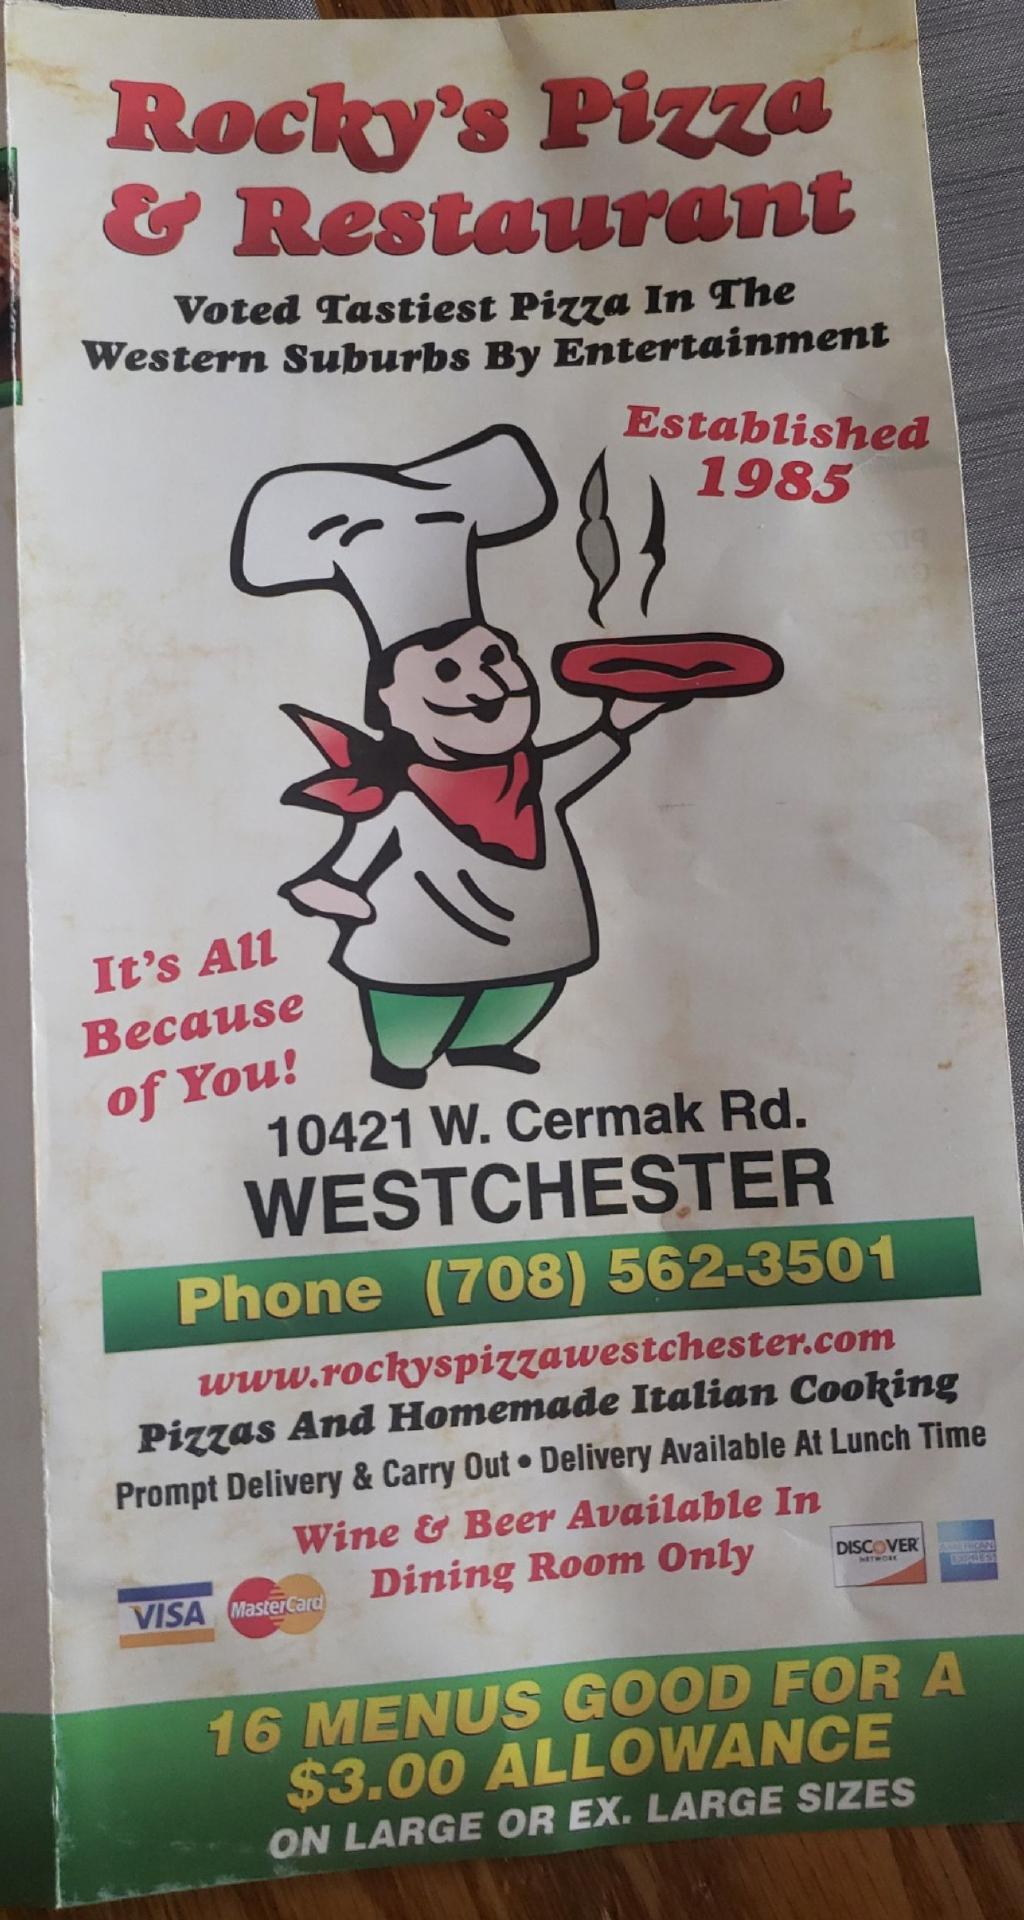 Rocky's Pizza
& Restaurant
Voted Tastiest Pizza In The
Western Suburbs By Entertainment
Established
1985
It's All
Because
of You!
10421 W. Cermak Rd.
WESTCHESTER
Phone (708) 562-3501
www.rockyspizzawestchester.com
Pizzas And Homemade Italian Cooking
Prompt Delivery & Carry Out • Delivery Available At Lunch Time
Wine & Beer Available In
Dining Room Only
VISA
MasterCard
DISCOVER
NETWORK
AMERICAN
EXPRESS
16 MENUS GOOD FOR A
$3.00 ALLOWANCE
ON LARGE OR EX. LARGE SIZES